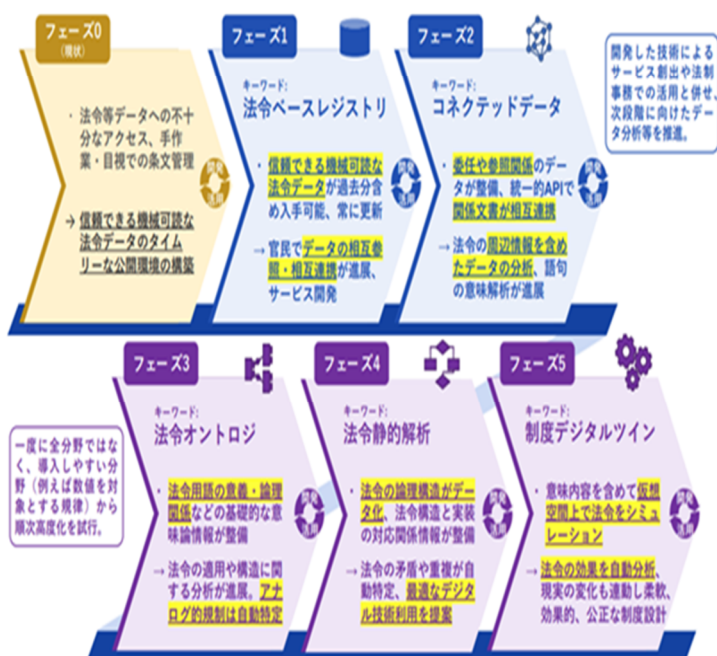 フェーズ0
(現状)
・ 法令等データへの不十
分なアクセス、手作
業・目視での条文管理
→ 信頼できる機械可読な
法令データのタイム
リーな公開環境の構築
開発
活用
フェーズ1
キーワード:
法令ベースレジストリ
・ 信頼できる機械可読な
法令データが過去分含
め入手可能、常に更新
→ 官民でデータの相互参
照・相互連携が進展、
サービス開発
開発
活用
フェーズ2
キーワード:
コネクテッドデータ
・ 委任や参照関係のデー
タが整備、統一的APIで
関係文書が相互連携
→ 法令の周辺情報を含め
たデータの分析、語句
の意味解析が進展
開発
活用
開発した技術による
サービス創出や法制
事務での活用と併せ、
次段階に向けたデー
タ分析等を推進。
一度に全分野ではな
く、導入しやすい分
野（例えば数値を対
象とする規律）から
順次高度化を試行。
フェーズ3
キーワード:
法令オントロジ
・ 法令用語の意義・論理
関係などの基礎的な意
味論情報が整備
→ 法令の適用や構造に関
する分析が進展。アナ
ログ的規制は自動特定
開発
活用
フェーズ4
キーワード:
法令静的解析
・ 法令の論理構造がデー
タ化、法令構造と実装
の対応関係情報が整備
→ 法令の矛盾や重複が自
動特定、最適なデジタ
ル技術利用を提案
開発
活用
フェーズ5
キーワード:
制度デジタルツイン
・ 意味内容を含めて仮想
空間上で法令をシミュ
レーション
→ 法令の効果を自動分析、
現実の変化も連動し柔軟、
効果的、公正な制度設計
開発
活用